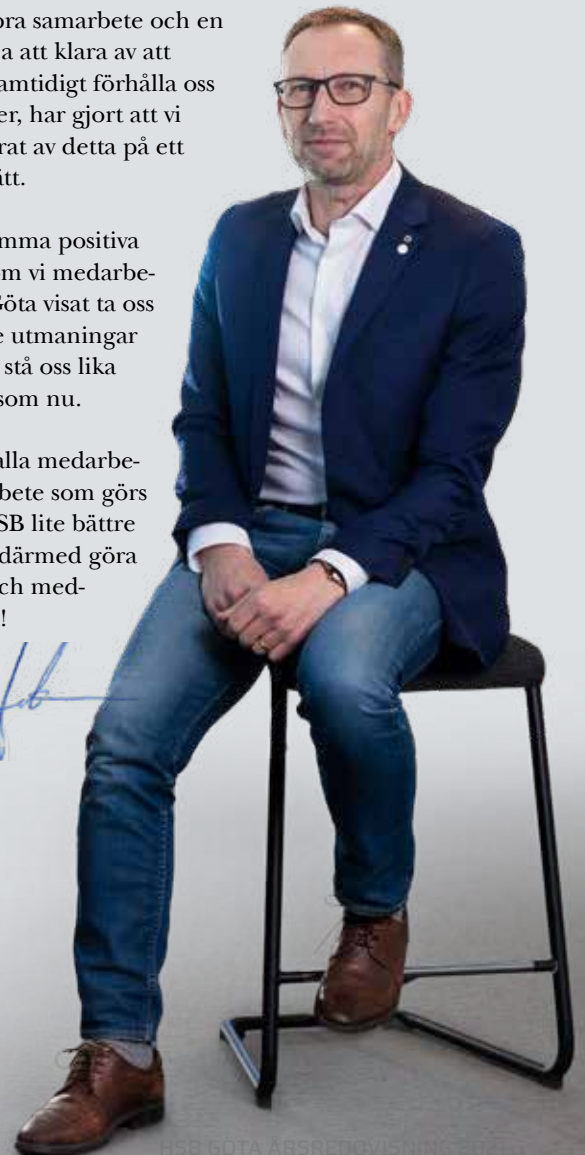 ora samarbete och en
a att klara av att
amtidigt förhålla oss
er, har gjort att vi
rat av detta på ett
ätt.
mma positiva
om vi medarbe-
Göta visat ta oss
e utmaningar
stå oss lika
som nu.
alla medarbe-
bete som görs
SB lite bättre
därmed göra
ch med-
!
HSB GÖTA ÅRSREDOVISNING